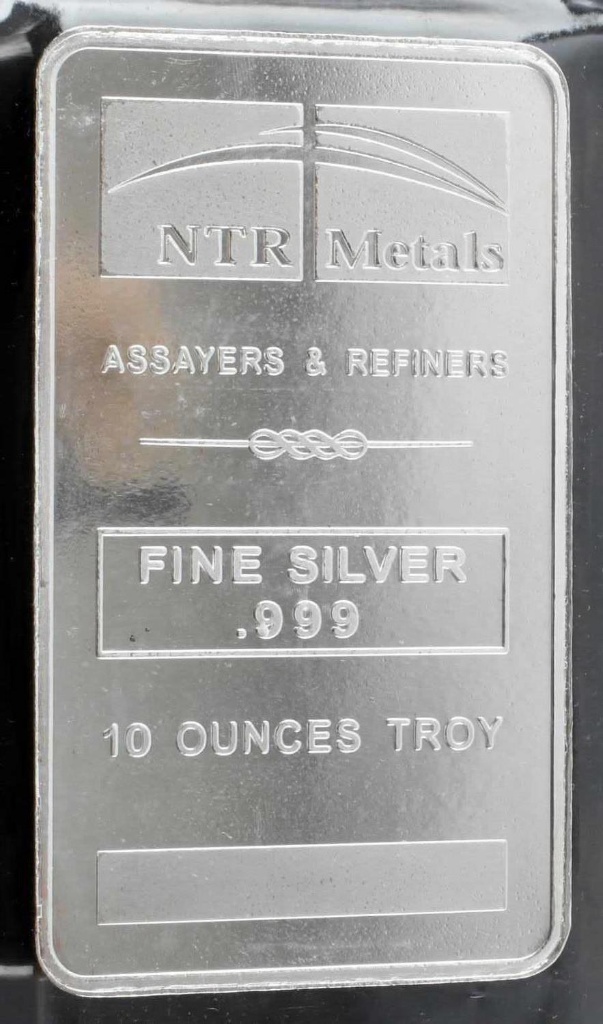 NTR Metals
ASSAYERS & REFINERS
FINE SILVER
.999
10 OUNCES TROY